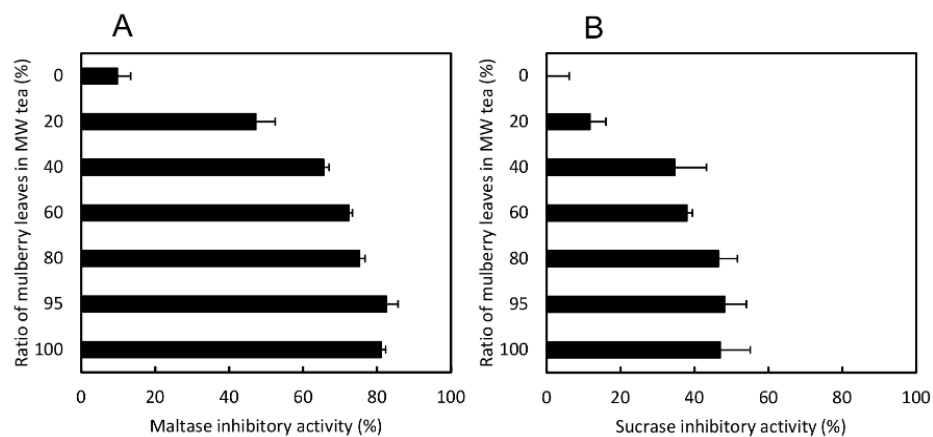 A
Ratio of mulberry leaves in MW tea (%)
0
20
40
60
80
95
100
0 20 40 60 80 100
Maltase inhibitory activity (%)
B
Ratio of mulberry leaves in MW tea (%)
0
20
40
60
80
95
100
0 20 40 60 80 100
Sucrase inhibitory activity (%)